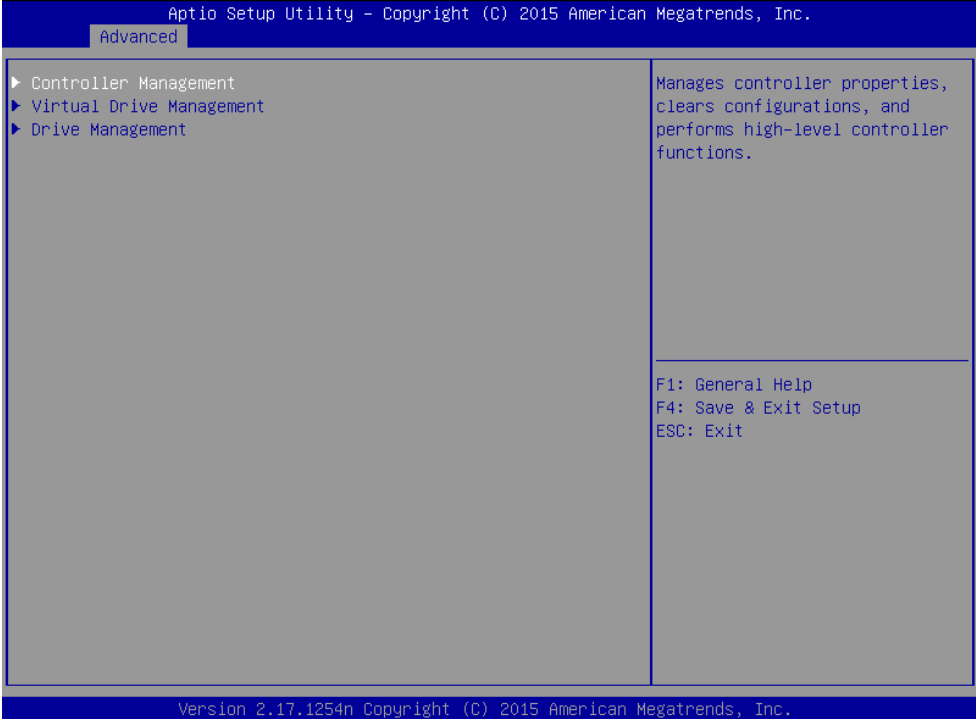 Aptio Setup Utility – Copyright (C) 2015 American Megatrends, Inc.
Advanced
Controller Management
Virtual Drive Management
Drive Management
Manages controller properties,
clears configurations, and
performs high-level controller
functions.
F1: General Help
F4: Save & Exit Setup
ESC: Exit
Version 2.17.1254n Copyright (C) 2015 American Megatrends, Inc.